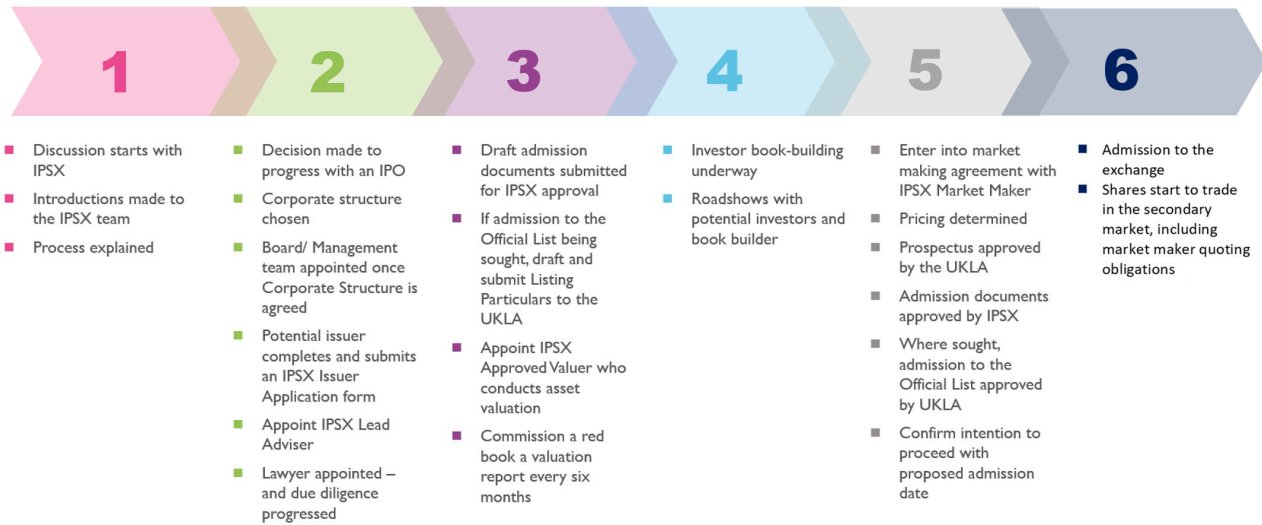 1
2
3
4
5
6
Discussion starts with
IPSX
Introductions made to
the IPSX team
Process explained
Decision made to
progress with an IPO
Corporate structure
chosen
Board/ Management
team appointed once
Corporate Structure is
agreed
Potential issuer
completes and submits
an IPSX Issuer
Application form
Appoint IPSX Lead
Adviser
Lawyer appointed –
and due diligence
progressed
Draft admission
documents submitted
for IPSX approval
If admission to the
Official List being
sought, draft and
submit Listing
Particulars to the
UKLA
Appoint IPSX
Approved Valuer who
conducts asset
valuation
Commission a red
book a valuation
report every six
months
Investor book-building
underway
Roadshows with
potential investors and
book builder
Enter into market
making agreement with
IPSX Market Maker
Pricing determined
Prospectus approved
by the UKLA
Admission documents
approved by IPSX
Where sought,
admission to the
Official List approved
by UKLA
Confirm intention to
proceed with
proposed admission
date
Admission to the
exchange
Shares start to trade
in the secondary
market, including
market maker quoting
obligations